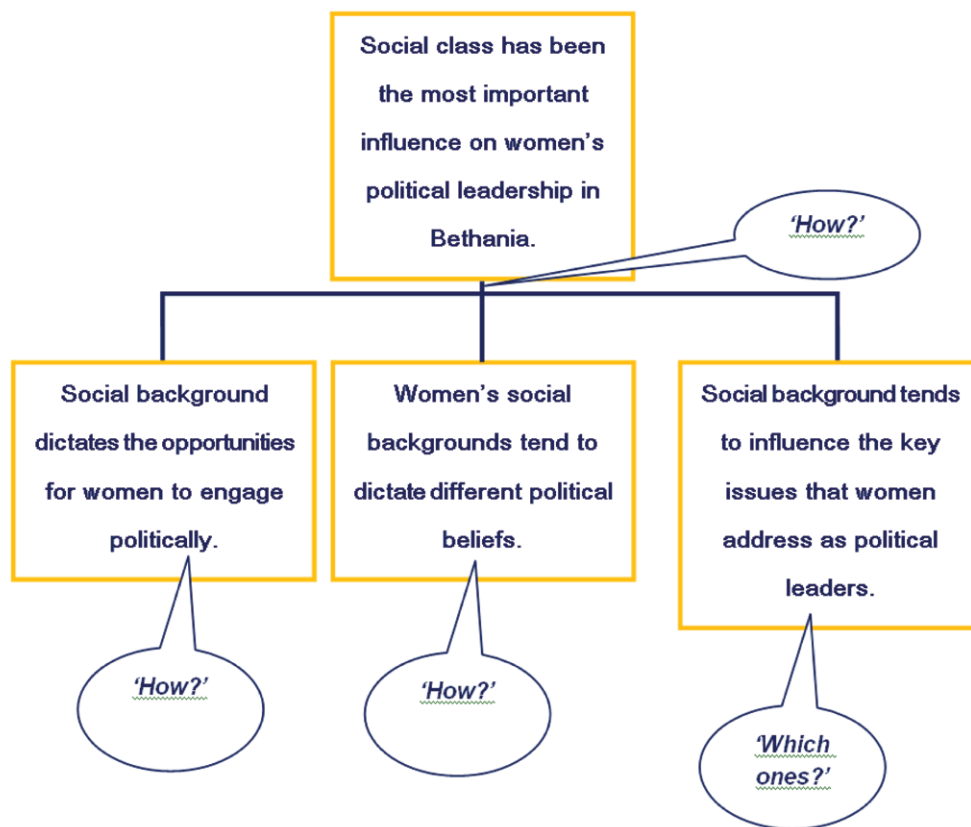 Social class has been
the most important
influence on women's
political leadership in
Bethania.
'How?'
Social background
dictates the opportunities
for women to engage
politically.
Women's social
backgrounds tend to
dictate different political
beliefs.
Social background tends
to influence the key
issues that women
address as political
leaders.
'How?'
'How?'
'Which
ones?'